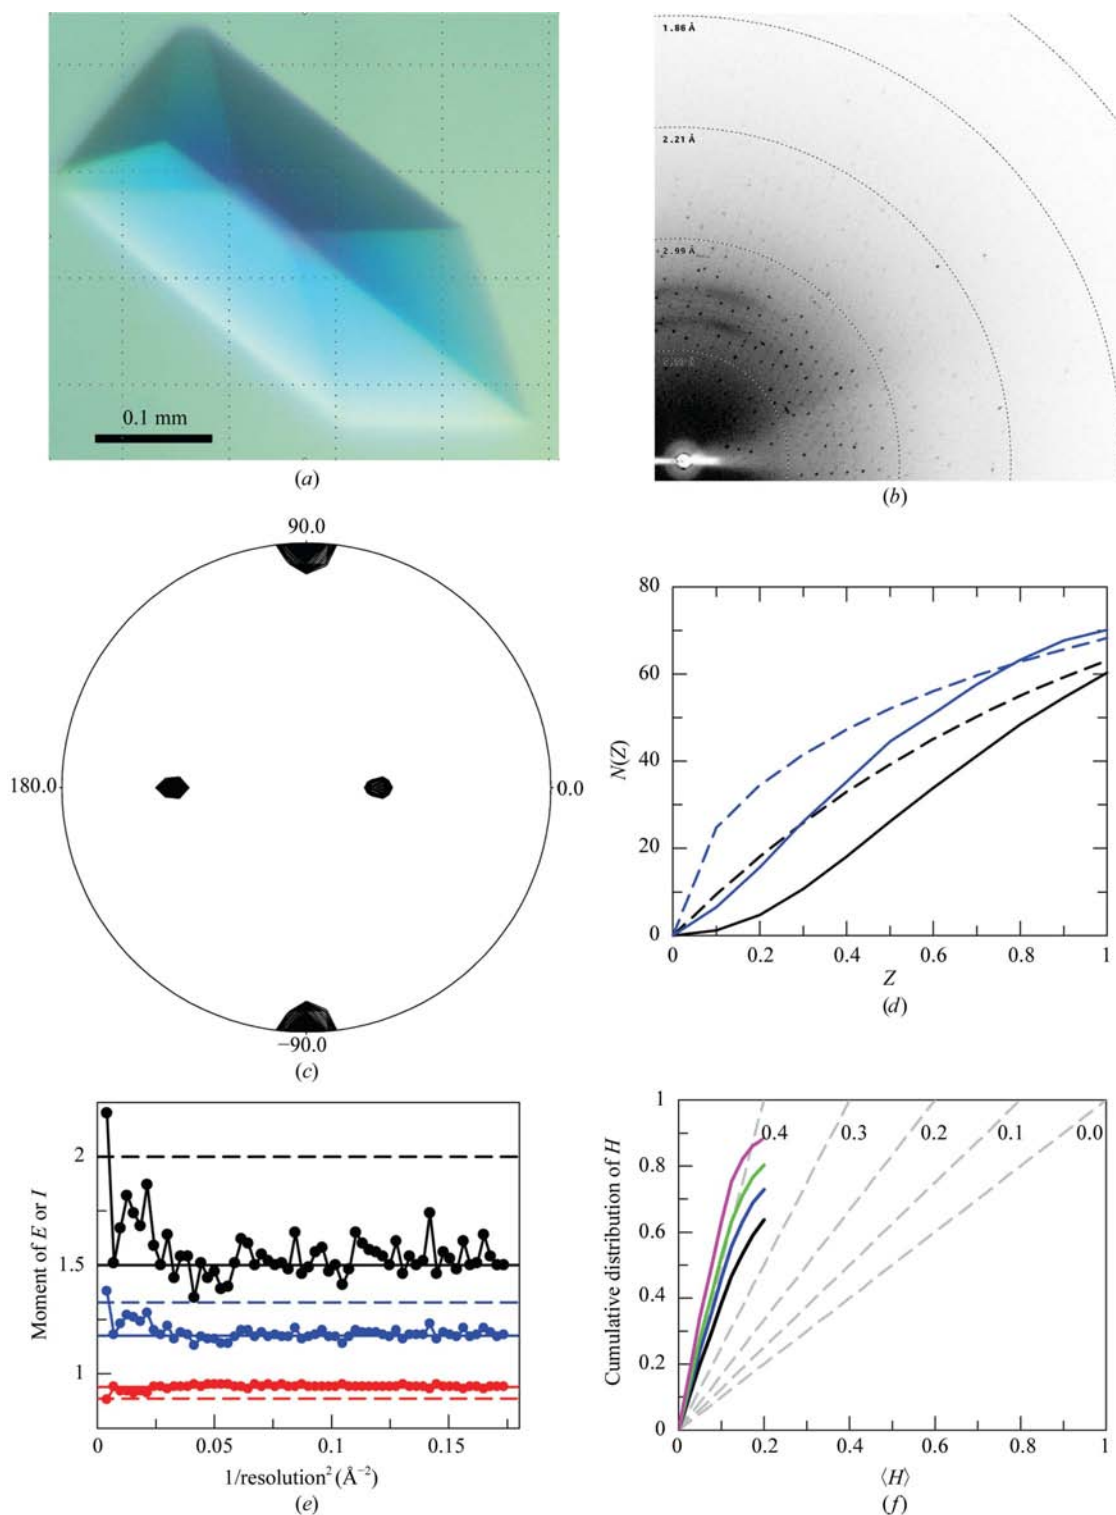 0.1 mm
(a)
1.86 Å
2.21 Å
2.99 Å
(b)
90.0
180.0
0.0
−90.0
(c)
80
60
40
20
0
N(Z)
0 0.2 0.4 0.6 0.8 1
Z
(d)
2
1.5
1
Moment of E or I
0 0.05 0.1 0.15
1/resolution² (Å⁻²)
(e)
1
0.8
0.6
0.4
0.2
0
Cumulative distribution of H
0.4 0.3 0.2 0.1 0.0
0 0.2 0.4 0.6 0.8 1
⟨H⟩
(f)